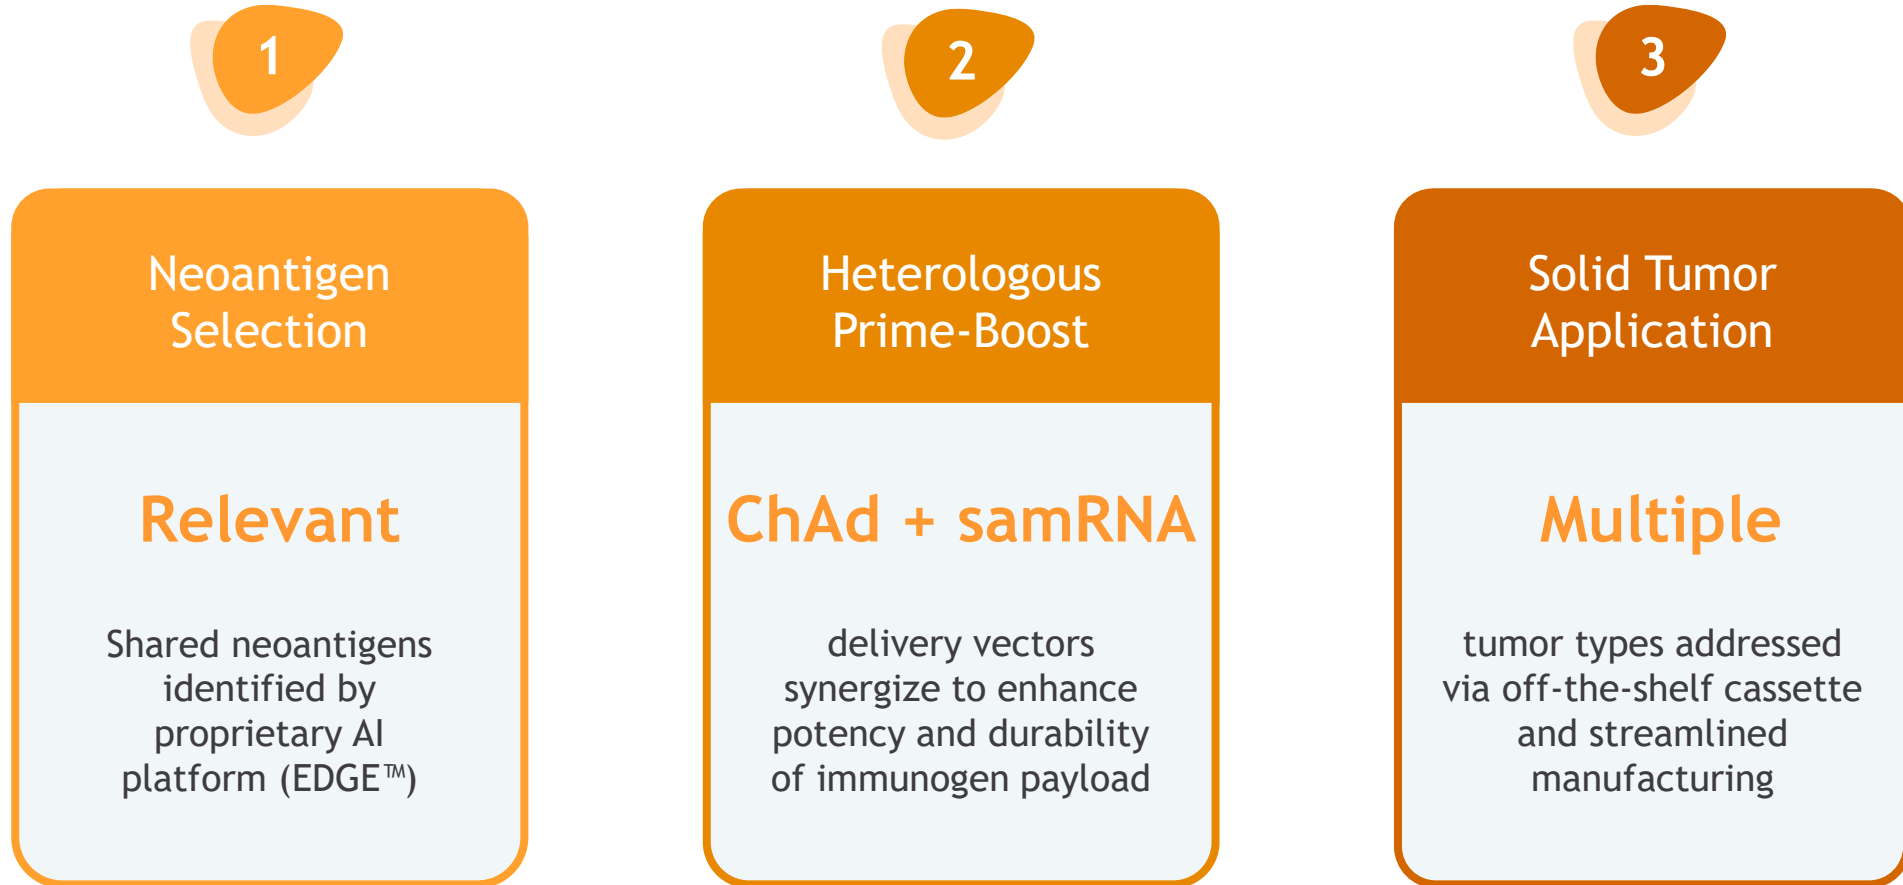 1
Neoantigen
Selection
Relevant
Shared neoantigens
identified by
proprietary AI
platform (EDGE™)
2
Heterologous
Prime-Boost
ChAd + samRNA
delivery vectors
synergize to enhance
potency and durability
of immunogen payload
3
Solid Tumor
Application
Multiple
tumor types addressed
via off-the-shelf cassette
and streamlined
manufacturing